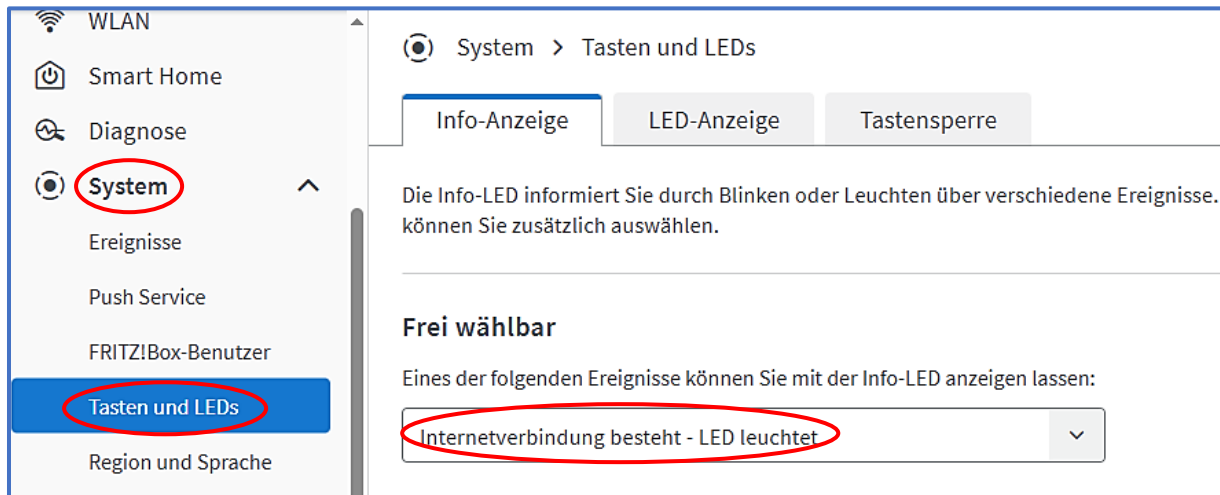 WLAN
Smart Home
Diagnose
System
Ereignisse
Push Service
FRITZ!Box-Benutzer
Tasten und LEDs
Region und Sprache
System > Tasten und LEDs
Info-Anzeige
LED-Anzeige
Tastensperre
Die Info-LED informiert Sie durch Blinken oder Leuchten über verschiedene Ereignisse.
können Sie zusätzlich auswählen.
Frei wählbar
Eines der folgenden Ereignisse können Sie mit der Info-LED anzeigen lassen:
Internetverbindung besteht - LED leuchtet